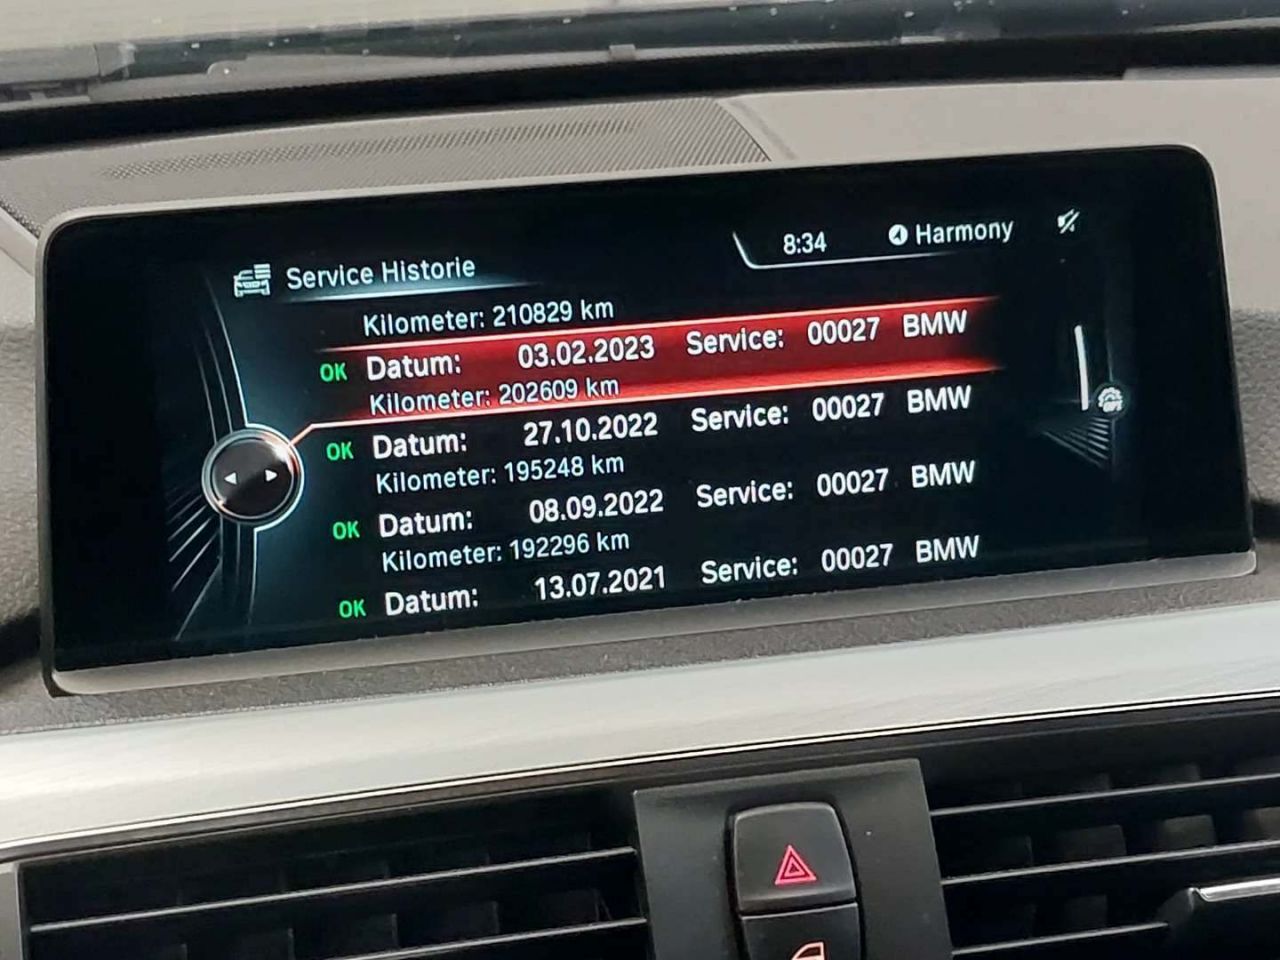 8:34 Harmony
Service Historie
Kilometer: 210829 km
OK Datum: 03.02.2023 Service: 00027 BMW
Kilometer: 202609 km
OK Datum: 27.10.2022 Service: 00027 BMW
Kilometer: 195248 km
OK Datum: 08.09.2022 Service: 00027 BMW
Kilometer: 192296 km
OK Datum: 13.07.2021 Service: 00027 BMW